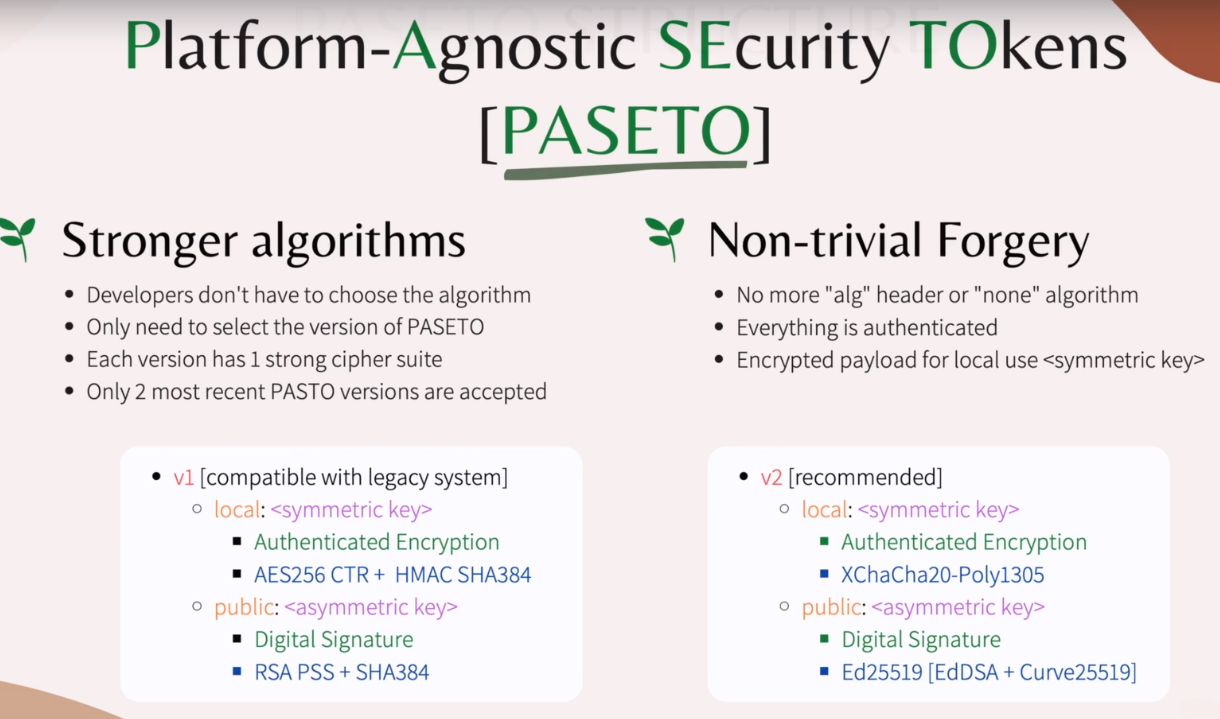 Platform-Agnostic SEcurity TOkens
[PASETO]
Stronger algorithms
Developers don't have to choose the algorithm
Only need to select the version of PASETO
Each version has 1 strong cipher suite
Only 2 most recent PASTO versions are accepted
Non-trivial Forgery
No more "alg" header or "none" algorithm
Everything is authenticated
Encrypted payload for local use <symmetric key>
v1 [compatible with legacy system]
local: <symmetric key>
Authenticated Encryption
AES256 CTR + HMAC SHA384
public: <asymmetric key>
Digital Signature
RSA PSS + SHA384
v2 [recommended]
local: <symmetric key>
Authenticated Encryption
XChaCha20-Poly1305
public: <asymmetric key>
Digital Signature
Ed25519 [EdDSA + Curve25519]